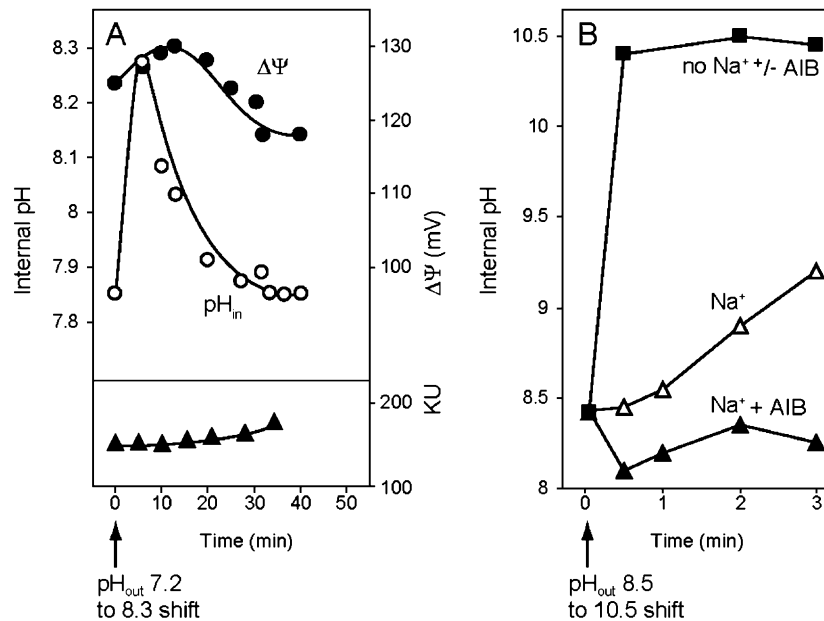 A
8.3
8.2
8.1
8
7.9
7.8
Internal pH
130
120
110
100
ΔΨ (mV)
ΔΨ
pHin
200
100
KU
0
10
20
30
40
50
Time (min)
pHout 7.2
to 8.3 shift
B
10.5
10
9.5
9
8.5
8
Internal pH
no Na⁺+/- AIB
Na⁺
Na⁺ + AIB
0
1
2
3
Time (min)
pHout 8.5
to 10.5 shift